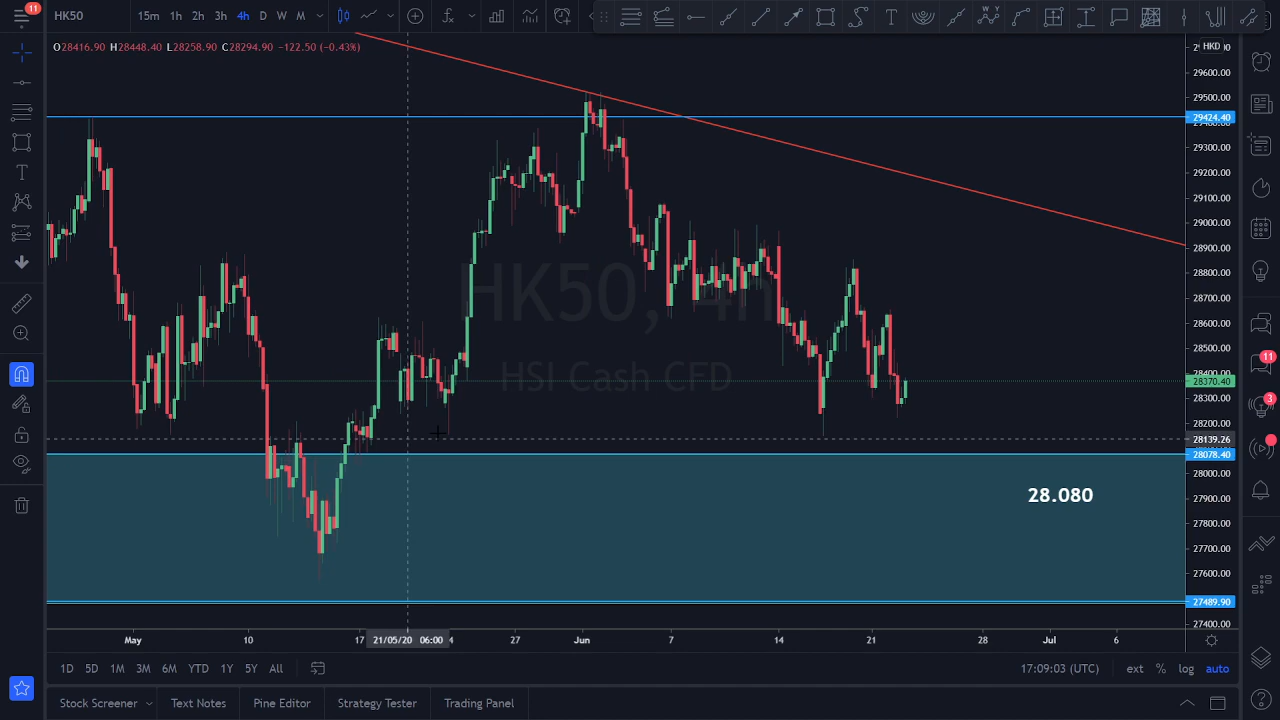 11
HK50
15m 1h 2h 3h 4h D W M
HKD
O28416.90 H28448.40 L28258.90 C28294.90 −122.50 (−0.43%)
29600.00
29500.00
29424.40
29300.00
29200.00
29100.00
29000.00
28900.00
28800.00
28700.00
28600.00
28500.00
28400.00
28370.40
28300.00
28200.00
28139.26
28078.40
28000.00
27900.00
27800.00
27700.00
27600.00
27489.90
27400.00
HK50, 4h
HSI Cash CFD
28.080
11
3
May 10 17 21/05/20 06:00 4 27 Jun 7 14 21 28 Jul 6
1D 5D 1M 3M 6M YTD 1Y 5Y All
17:09:03 (UTC) ext % log auto
Stock Screener Text Notes Pine Editor Strategy Tester Trading Panel